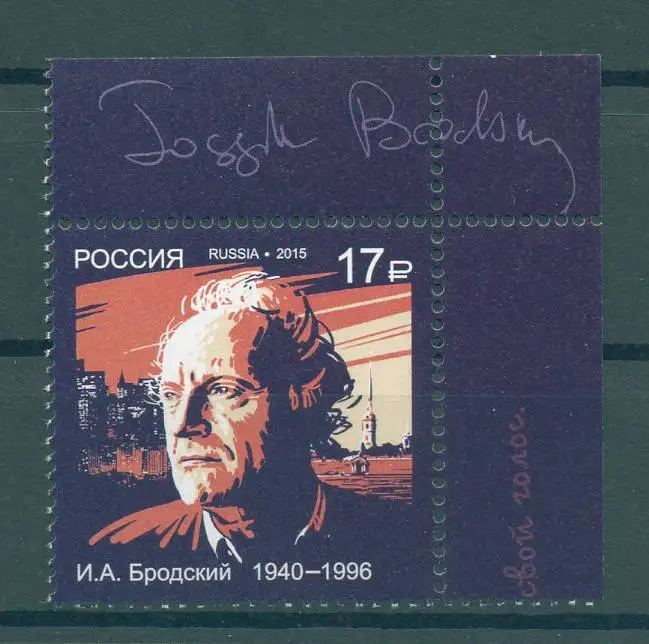 Joseph Brodsky
РОССИЯ RUSSIA • 2015 17₽
И.А. Бродский 1940–1996
свой голос.